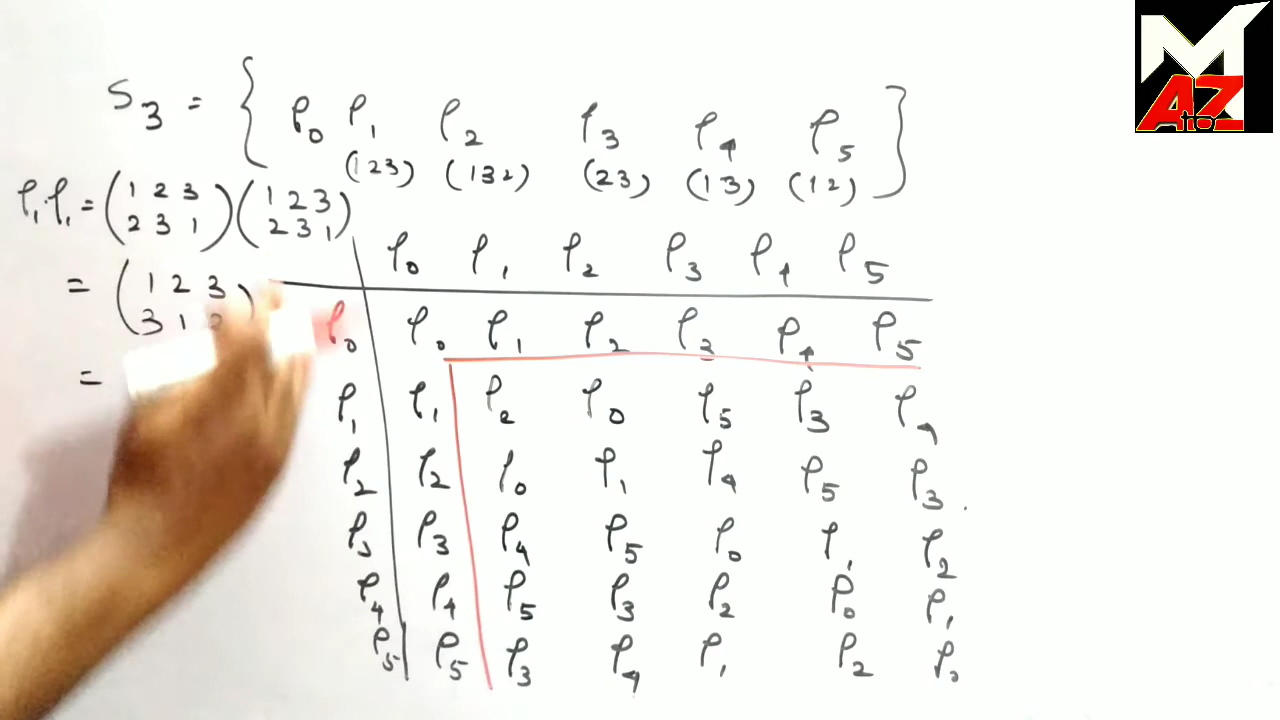 M
A to Z
S3 = { ρ0 ρ1 ρ2 ρ3 ρ4 ρ5 }
(123) (132) (23) (13) (12)
ρ1.ρ1 = (1 2 3 / 2 3 1) (1 2 3 / 2 3 1)
= (1 2 3 / 3 1 2)
=
ρ0 ρ1 ρ2 ρ3 ρ4 ρ5
ρ0 ρ0 ρ1 ρ2 ρ3 ρ4 ρ5
ρ1 ρ1 ρ2 ρ0 ρ5 ρ3 ρ4
ρ2 ρ2 ρ0 ρ1 ρ4 ρ5 ρ3
ρ3 ρ3 ρ4 ρ5 ρ0 ρ1 ρ2
ρ4 ρ4 ρ5 ρ3 ρ2 ρ0 ρ1
ρ5 ρ5 ρ3 ρ4 ρ1 ρ2 ρ0